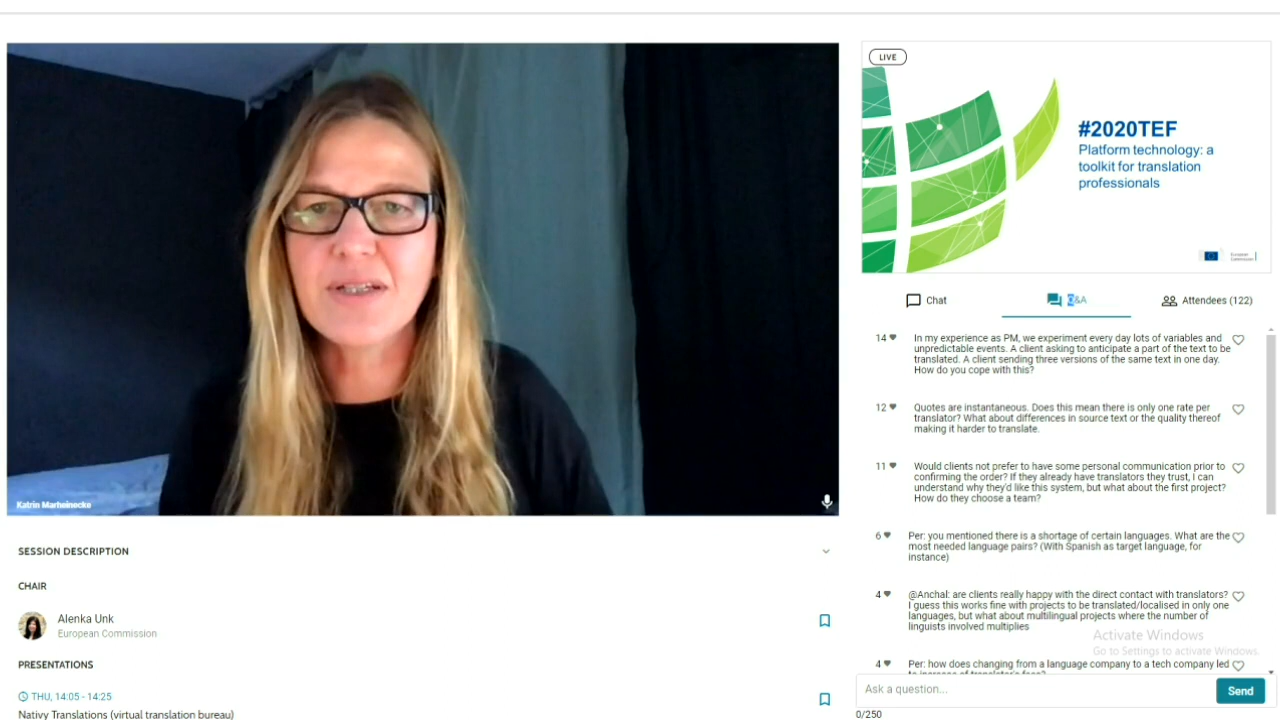 Katrin Marheinecke
SESSION DESCRIPTION
CHAIR
Alenka Unk
European Commission
PRESENTATIONS
THU, 14:05 - 14:25
Nativy Translations (virtual translation bureau)
LIVE
#2020TEF
Platform technology: a
toolkit for translation
professionals
European
Commission
Chat
Q&A
Attendees (122)
14
In my experience as PM, we experiment every day lots of variables and
unpredictable events. A client asking to anticipate a part of the text to be
translated. A client sending three versions of the same text in one day.
How do you cope with this?
12
Quotes are instantaneous. Does this mean there is only one rate per
translator? What about differences in source text or the quality thereof
making it harder to translate.
11
Would clients not prefer to have some personal communication prior to
confirming the order? If they already have translators they trust, I can
understand why they'd like this system, but what about the first project?
How do they choose a team?
6
Per: you mentioned there is a shortage of certain languages. What are the
most needed language pairs? (With Spanish as target language, for
instance)
4
@Anchal: are clients really happy with the direct contact with translators?
I guess this works fine with projects to be translated/localised in only one
languages, but what about multilingual projects where the number of
linguists involved multiplies
4
Per: how does changing from a language company to a tech company led
to increase of translator's fees?
Activate Windows
Go to Settings to activate Windows.
Ask a question...
Send
0/250